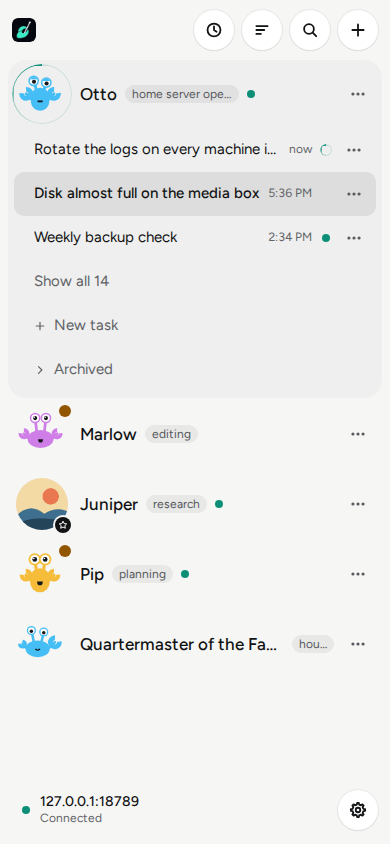 Otto home server ope...
Rotate the logs on every machine i... now
Disk almost full on the media box 5:36 PM
Weekly backup check 2:34 PM
Show all 14
+ New task
> Archived
Marlow editing
Juniper research
Pip planning
Quartermaster of the Fa... hou...
127.0.0.1:18789
Connected